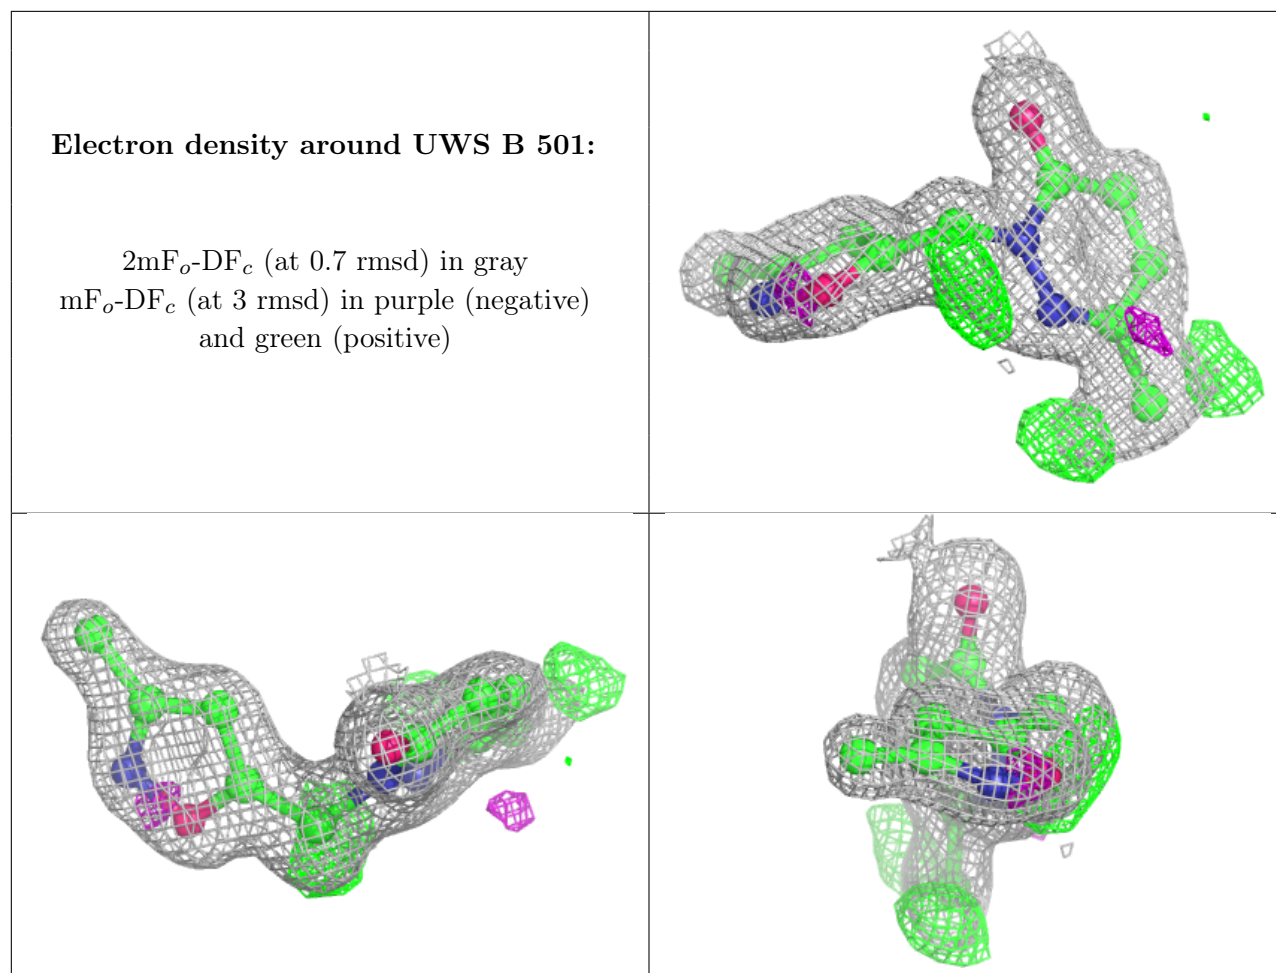 Electron density around UWS B 501:
2mFₒ-DF𝒸 (at 0.7 rmsd) in gray
mFₒ-DF𝒸 (at 3 rmsd) in purple (negative)
and green (positive)